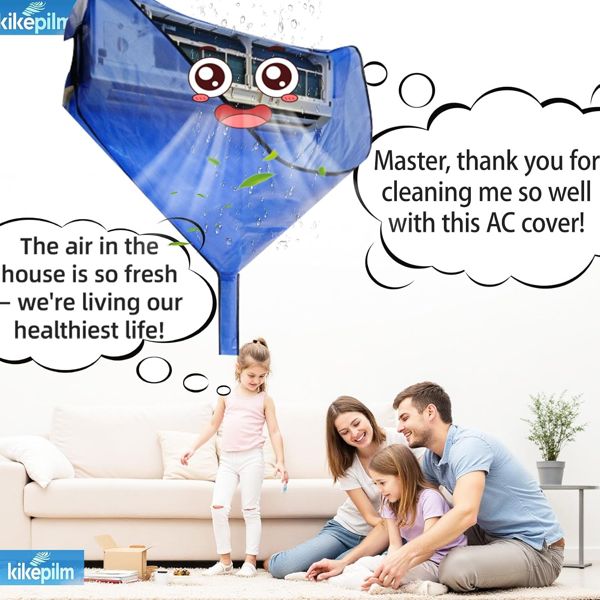 kikepilm
Master, thank you for
cleaning me so well
with this AC cover!
The air in the
house is so fresh
– we're living our
healthiest life!
kikepilm